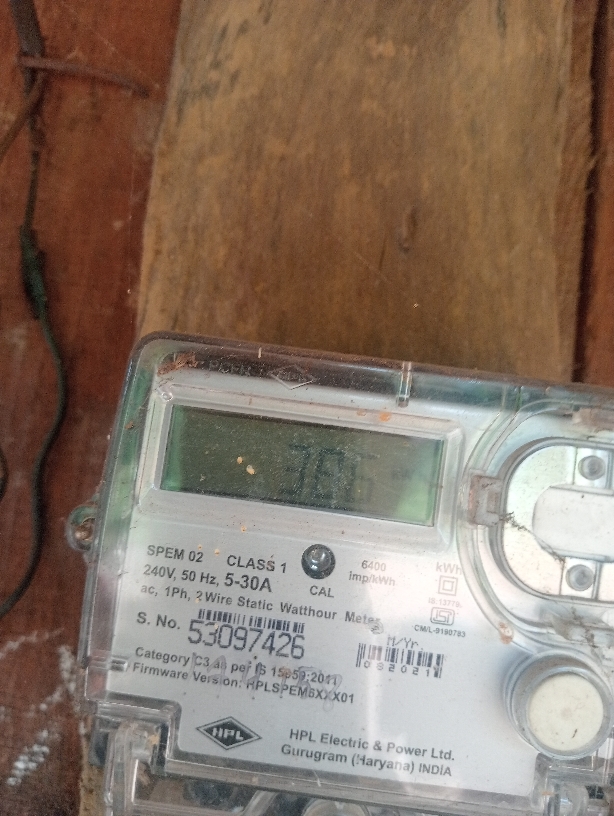 SPEM 02 CLASS 1
6400
imp/kWh
kWh
240V, 50 Hz, 5-30A
CAL
ac, 1Ph, 2Wire Static Watthour Meter
CM/L-9190793
S. No. 53097426
M/Yr.
082021
Category C3 as per IS 15959:2011
Firmware Version: HPLSPEM6XXX01
HPL
HPL Electric & Power Ltd.
Gurugram (Haryana) INDIA